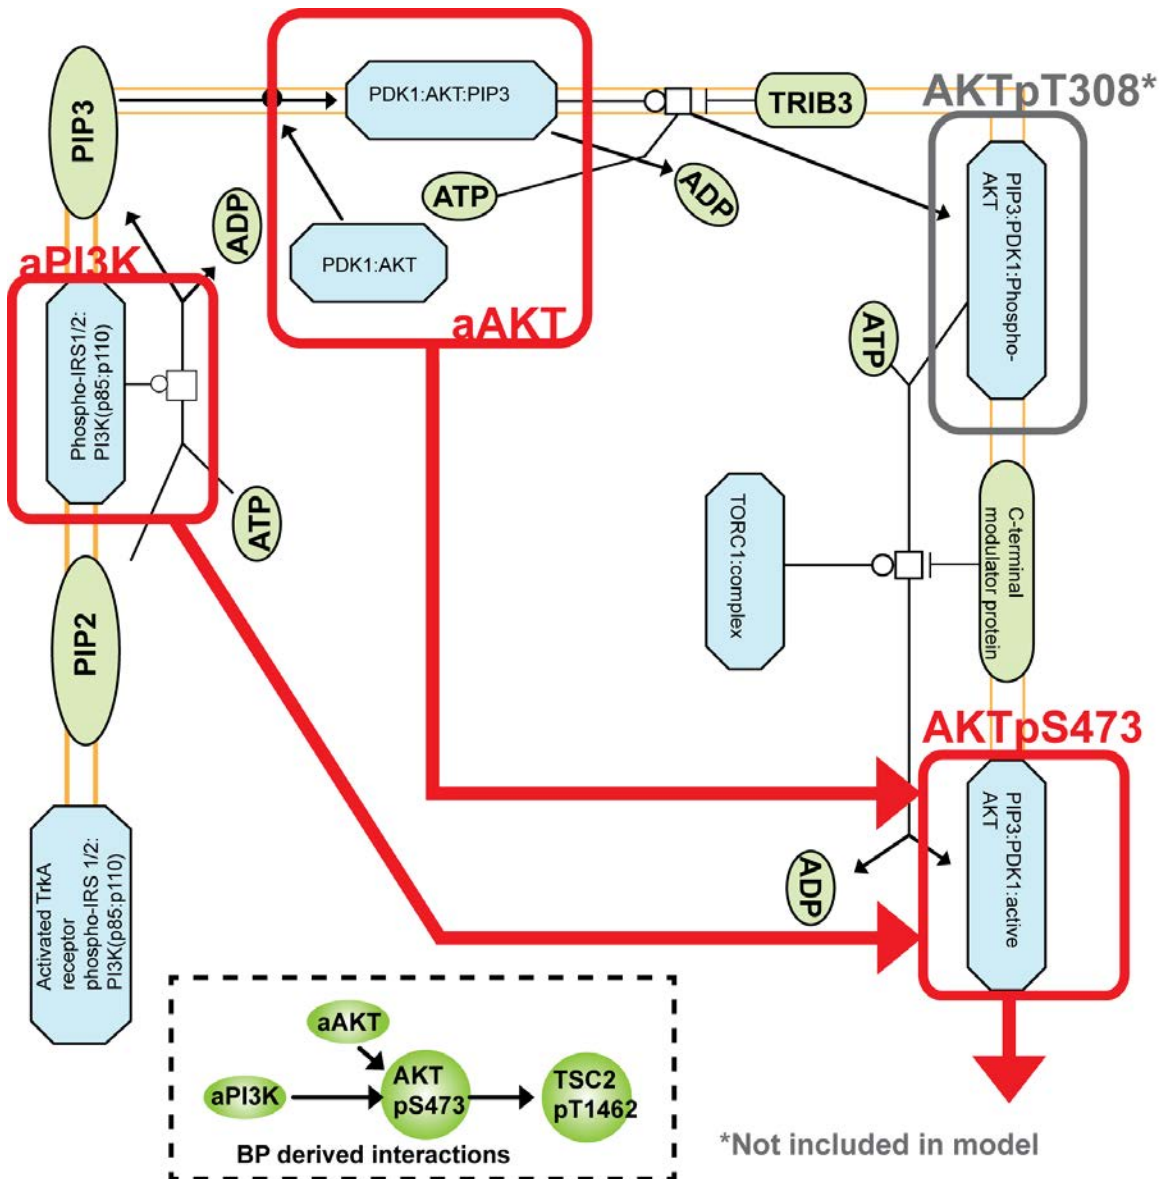 PIP3
ADP
aPI3K
Phospho-IRS1/2:
PI3K(p85:p110)
ATP
PIP2
Activated TrkA
receptor
phospho-IRS 1/2:
PI3K(p85:p110)
PDK1:AKT:PIP3
PDK1:AKT
aAKT
ATP
ADP
TRIB3
AKTpT308*
PIP3:PDK1:Phospho-
AKT
ATP
TORC1:complex
C-terminal
modulator protein
AKTpS473
PIP3:PDK1:active
AKT
ADP
aAKT
aPI3K
AKT
pS473
TSC2
pT1462
BP derived interactions
*Not included in model